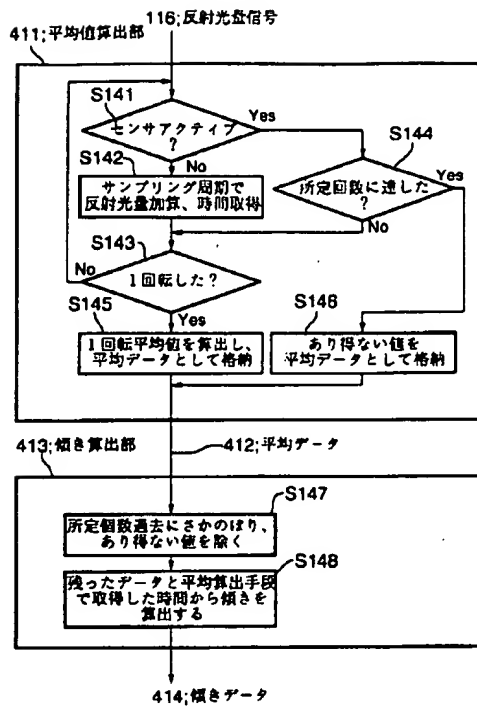 116;反射光量信号
411;平均値算出部
S141
センサアクティブ
?
Yes
S142
No
サンプリング周期で
反射光量加算、時間取得
S144
所定回数に達した
?
Yes
No
S143
1回転した?
No
Yes
S145
1回転平均値を算出し、
平均データとして格納
S146
あり得ない値を
平均データとして格納
413;傾き算出部
412;平均データ
S147
所定個数過去にさかのぼり、
あり得ない値を除く
S148
残ったデータと平均算出手段
で取得した時間から傾きを
算出する
414;傾きデータ